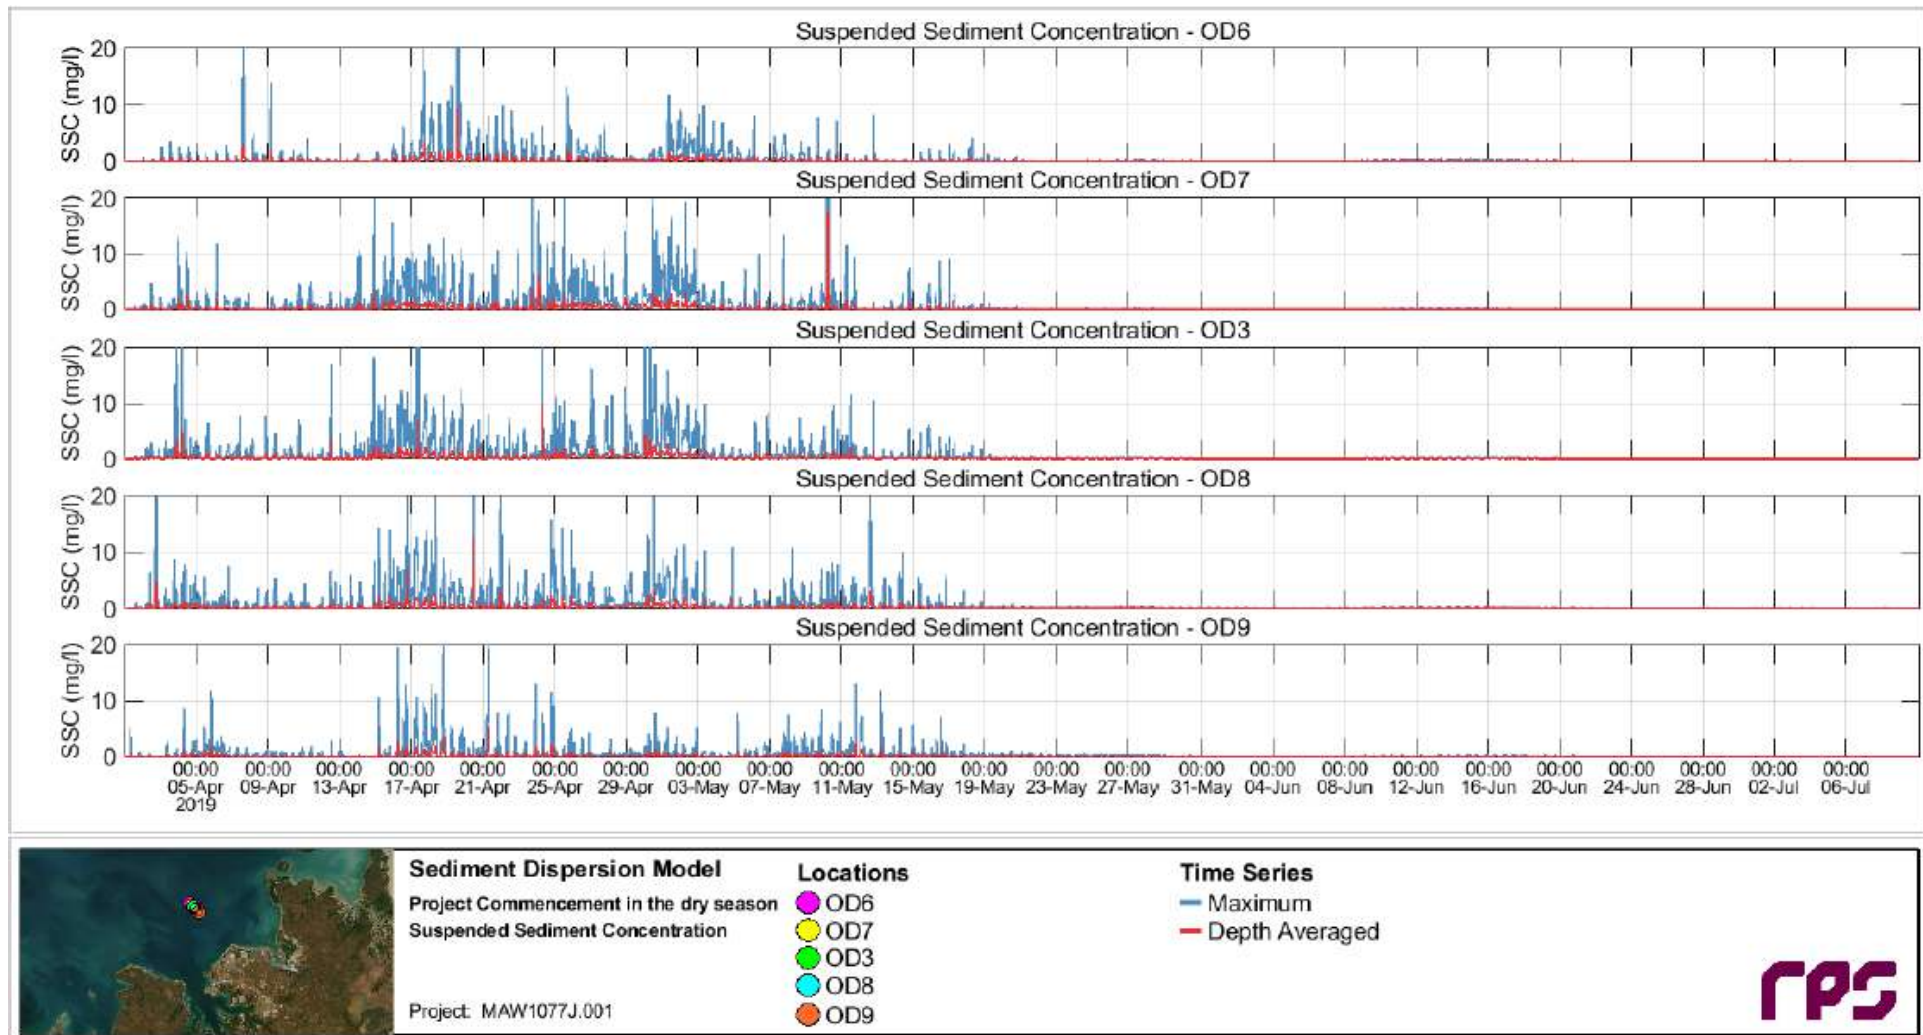 Suspended Sediment Concentration - OD6
SSC (mg/l)
20
10
0
Suspended Sediment Concentration - OD7
SSC (mg/l)
20
10
0
Suspended Sediment Concentration - OD3
SSC (mg/l)
20
10
0
Suspended Sediment Concentration - OD8
SSC (mg/l)
20
10
0
Suspended Sediment Concentration - OD9
SSC (mg/l)
20
10
0
00:00 00:00 00:00 00:00 00:00 00:00 00:00 00:00 00:00 00:00 00:00 00:00 00:00 00:00 00:00 00:00 00:00 00:00 00:00 00:00 00:00 00:00 00:00 00:00
05-Apr 09-Apr 13-Apr 17-Apr 21-Apr 25-Apr 29-Apr 03-May 07-May 11-May 15-May 19-May 23-May 27-May 31-May 04-Jun 08-Jun 12-Jun 16-Jun 20-Jun 24-Jun 28-Jun 02-Jul 06-Jul
2019
Sediment Dispersion Model
Project Commencement in the dry season
Suspended Sediment Concentration
Project: MAW1077J.001
Locations
OD6
OD7
OD3
OD8
OD9
Time Series
Maximum
Depth Averaged
rps